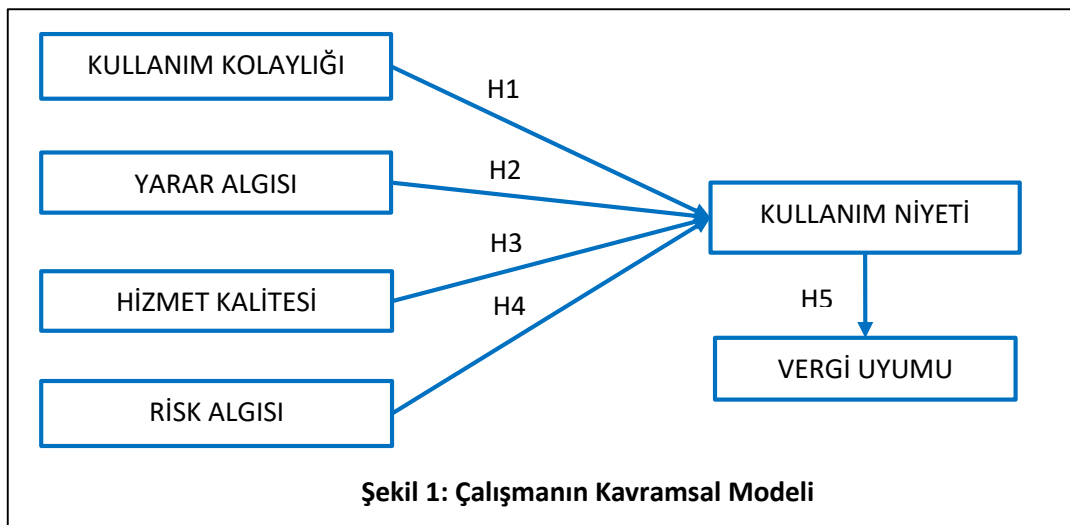 KULLANIM KOLAYLIĞI
H1
YARAR ALGISI
H2
KULLANIM NİYETİ
H3
HİZMET KALİTESİ
H4
H5
VERGİ UYUMU
RİSK ALGISI
Şekil 1: Çalışmanın Kavramsal Modeli